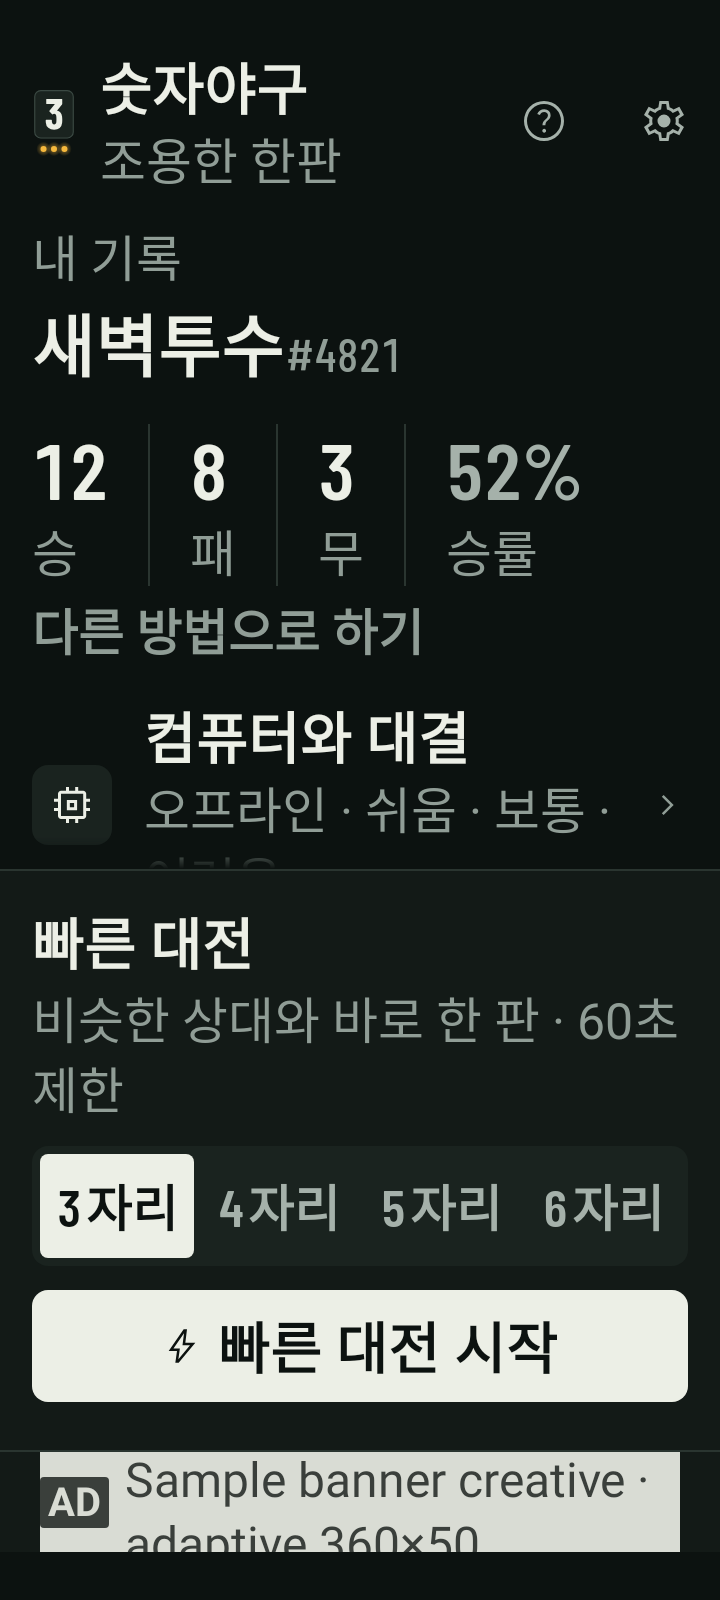 3
숫자야구
조용한 한판
내 기록
새벽투수#4821
12
승
8
패
3
무
52%
승률
다른 방법으로 하기
컴퓨터와 대결
오프라인 · 쉬움 · 보통 ·
빠른 대전
비슷한 상대와 바로 한 판 · 60초
제한
3자리 4자리 5자리 6자리
빠른 대전 시작
AD
Sample banner creative ·
adaptive 360×50